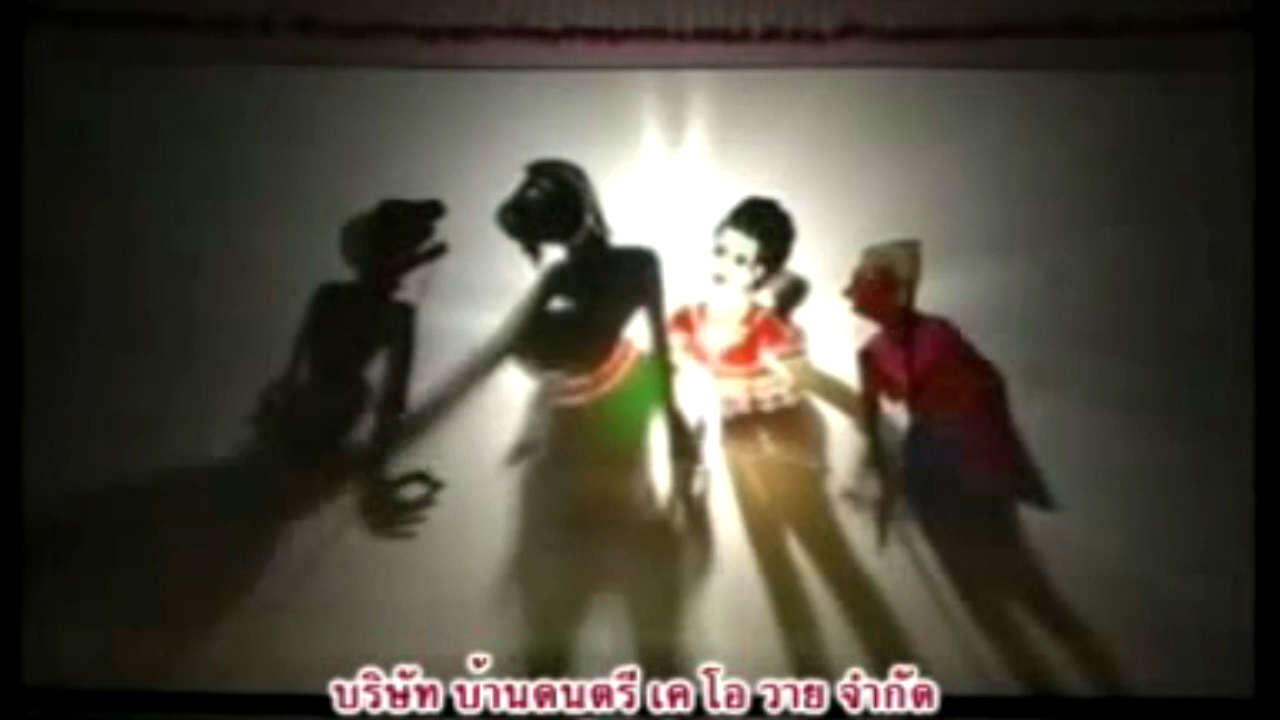 บริษัท บ้านดนตรี เค โอ วาย จำกัด